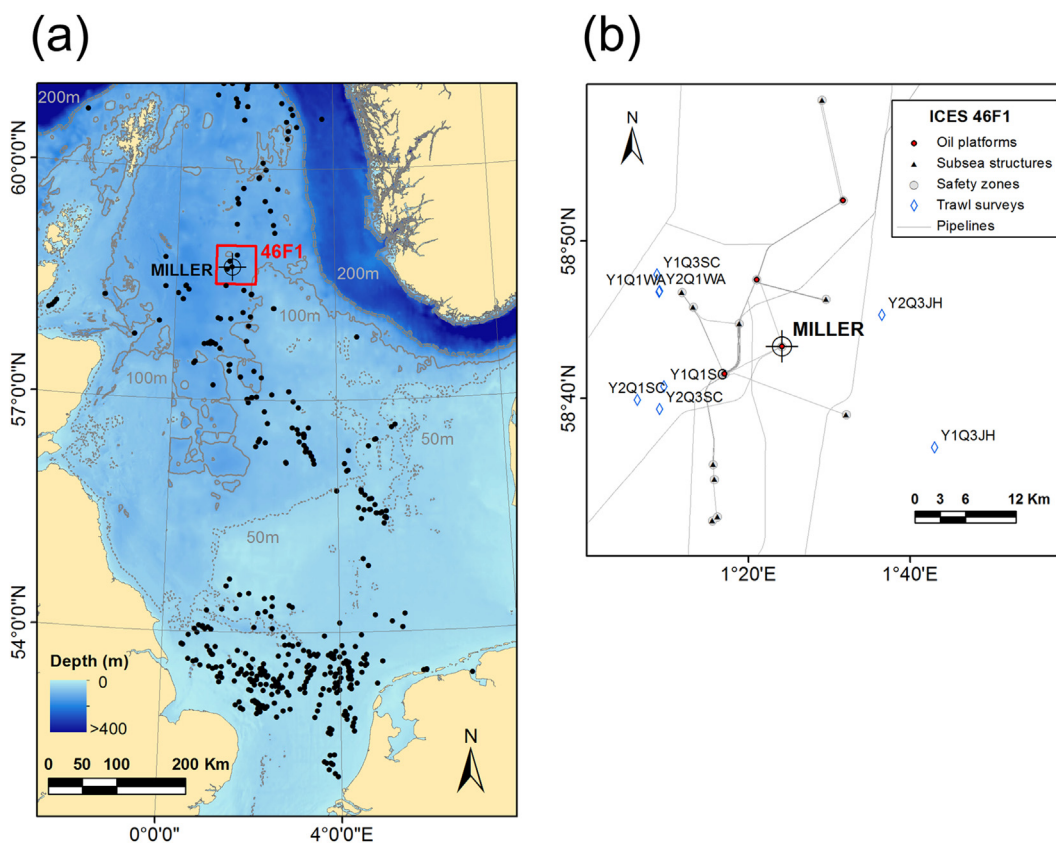 (a)
200m
60°0'0"N
46F1
MILLER
200m
100m
100m
57°0'0"N
50m
50m
54°0'0"N
Depth (m)
0
>400
0 50 100 200 Km
N
0°0'0"
4°0'0"E
(b)
N
ICES 46F1
Oil platforms
Subsea structures
Safety zones
Trawl surveys
Pipelines
58°50'N
Y1Q3SC
Y1Q1WA
Y2Q1WA
Y2Q3JH
MILLER
58°40'N
Y1Q1SC
Y2Q1SC
Y2Q3SC
Y1Q3JH
0 3 6 12 Km
1°20'E
1°40'E